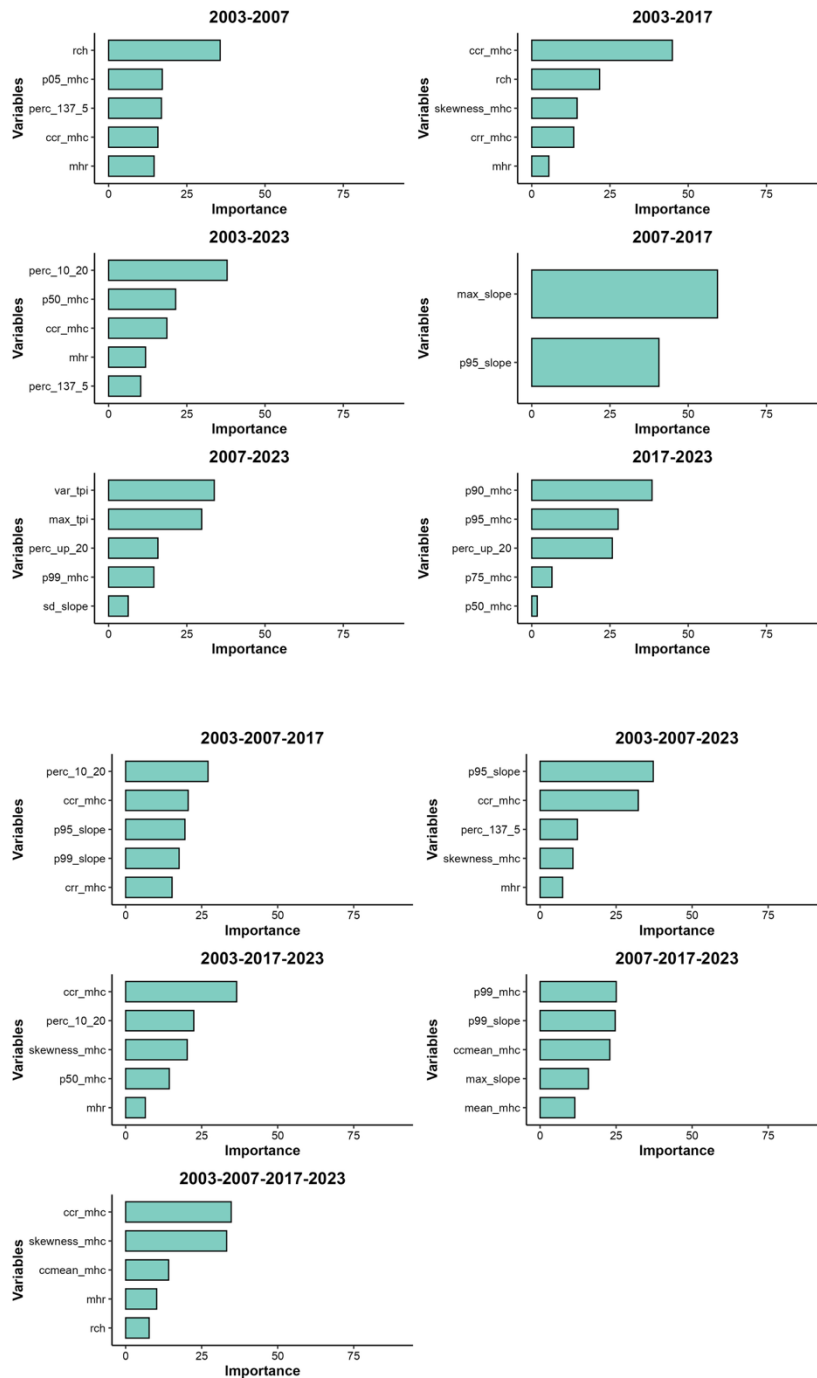 2003-2007
Variables
rch
p05_mhc
perc_137_5
ccr_mhc
mhr
0 25 50 75
Importance
2003-2017
Variables
ccr_mhc
rch
skewness_mhc
crr_mhc
mhr
0 25 50 75
Importance
2003-2023
Variables
perc_10_20
p50_mhc
ccr_mhc
mhr
perc_137_5
0 25 50 75
Importance
2007-2017
Variables
max_slope
p95_slope
0 25 50 75
Importance
2007-2023
Variables
var_tpi
max_tpi
perc_up_20
p99_mhc
sd_slope
0 25 50 75
Importance
2017-2023
Variables
p90_mhc
p95_mhc
perc_up_20
p75_mhc
p50_mhc
0 25 50 75
Importance
2003-2007-2017
Variables
perc_10_20
ccr_mhc
p95_slope
p99_slope
crr_mhc
0 25 50 75
Importance
2003-2007-2023
Variables
p95_slope
ccr_mhc
perc_137_5
skewness_mhc
mhr
0 25 50 75
Importance
2003-2017-2023
Variables
ccr_mhc
perc_10_20
skewness_mhc
p50_mhc
mhr
0 25 50 75
Importance
2007-2017-2023
Variables
p99_mhc
p99_slope
ccmean_mhc
max_slope
mean_mhc
0 25 50 75
Importance
2003-2007-2017-2023
Variables
ccr_mhc
skewness_mhc
ccmean_mhc
mhr
rch
0 25 50 75
Importance